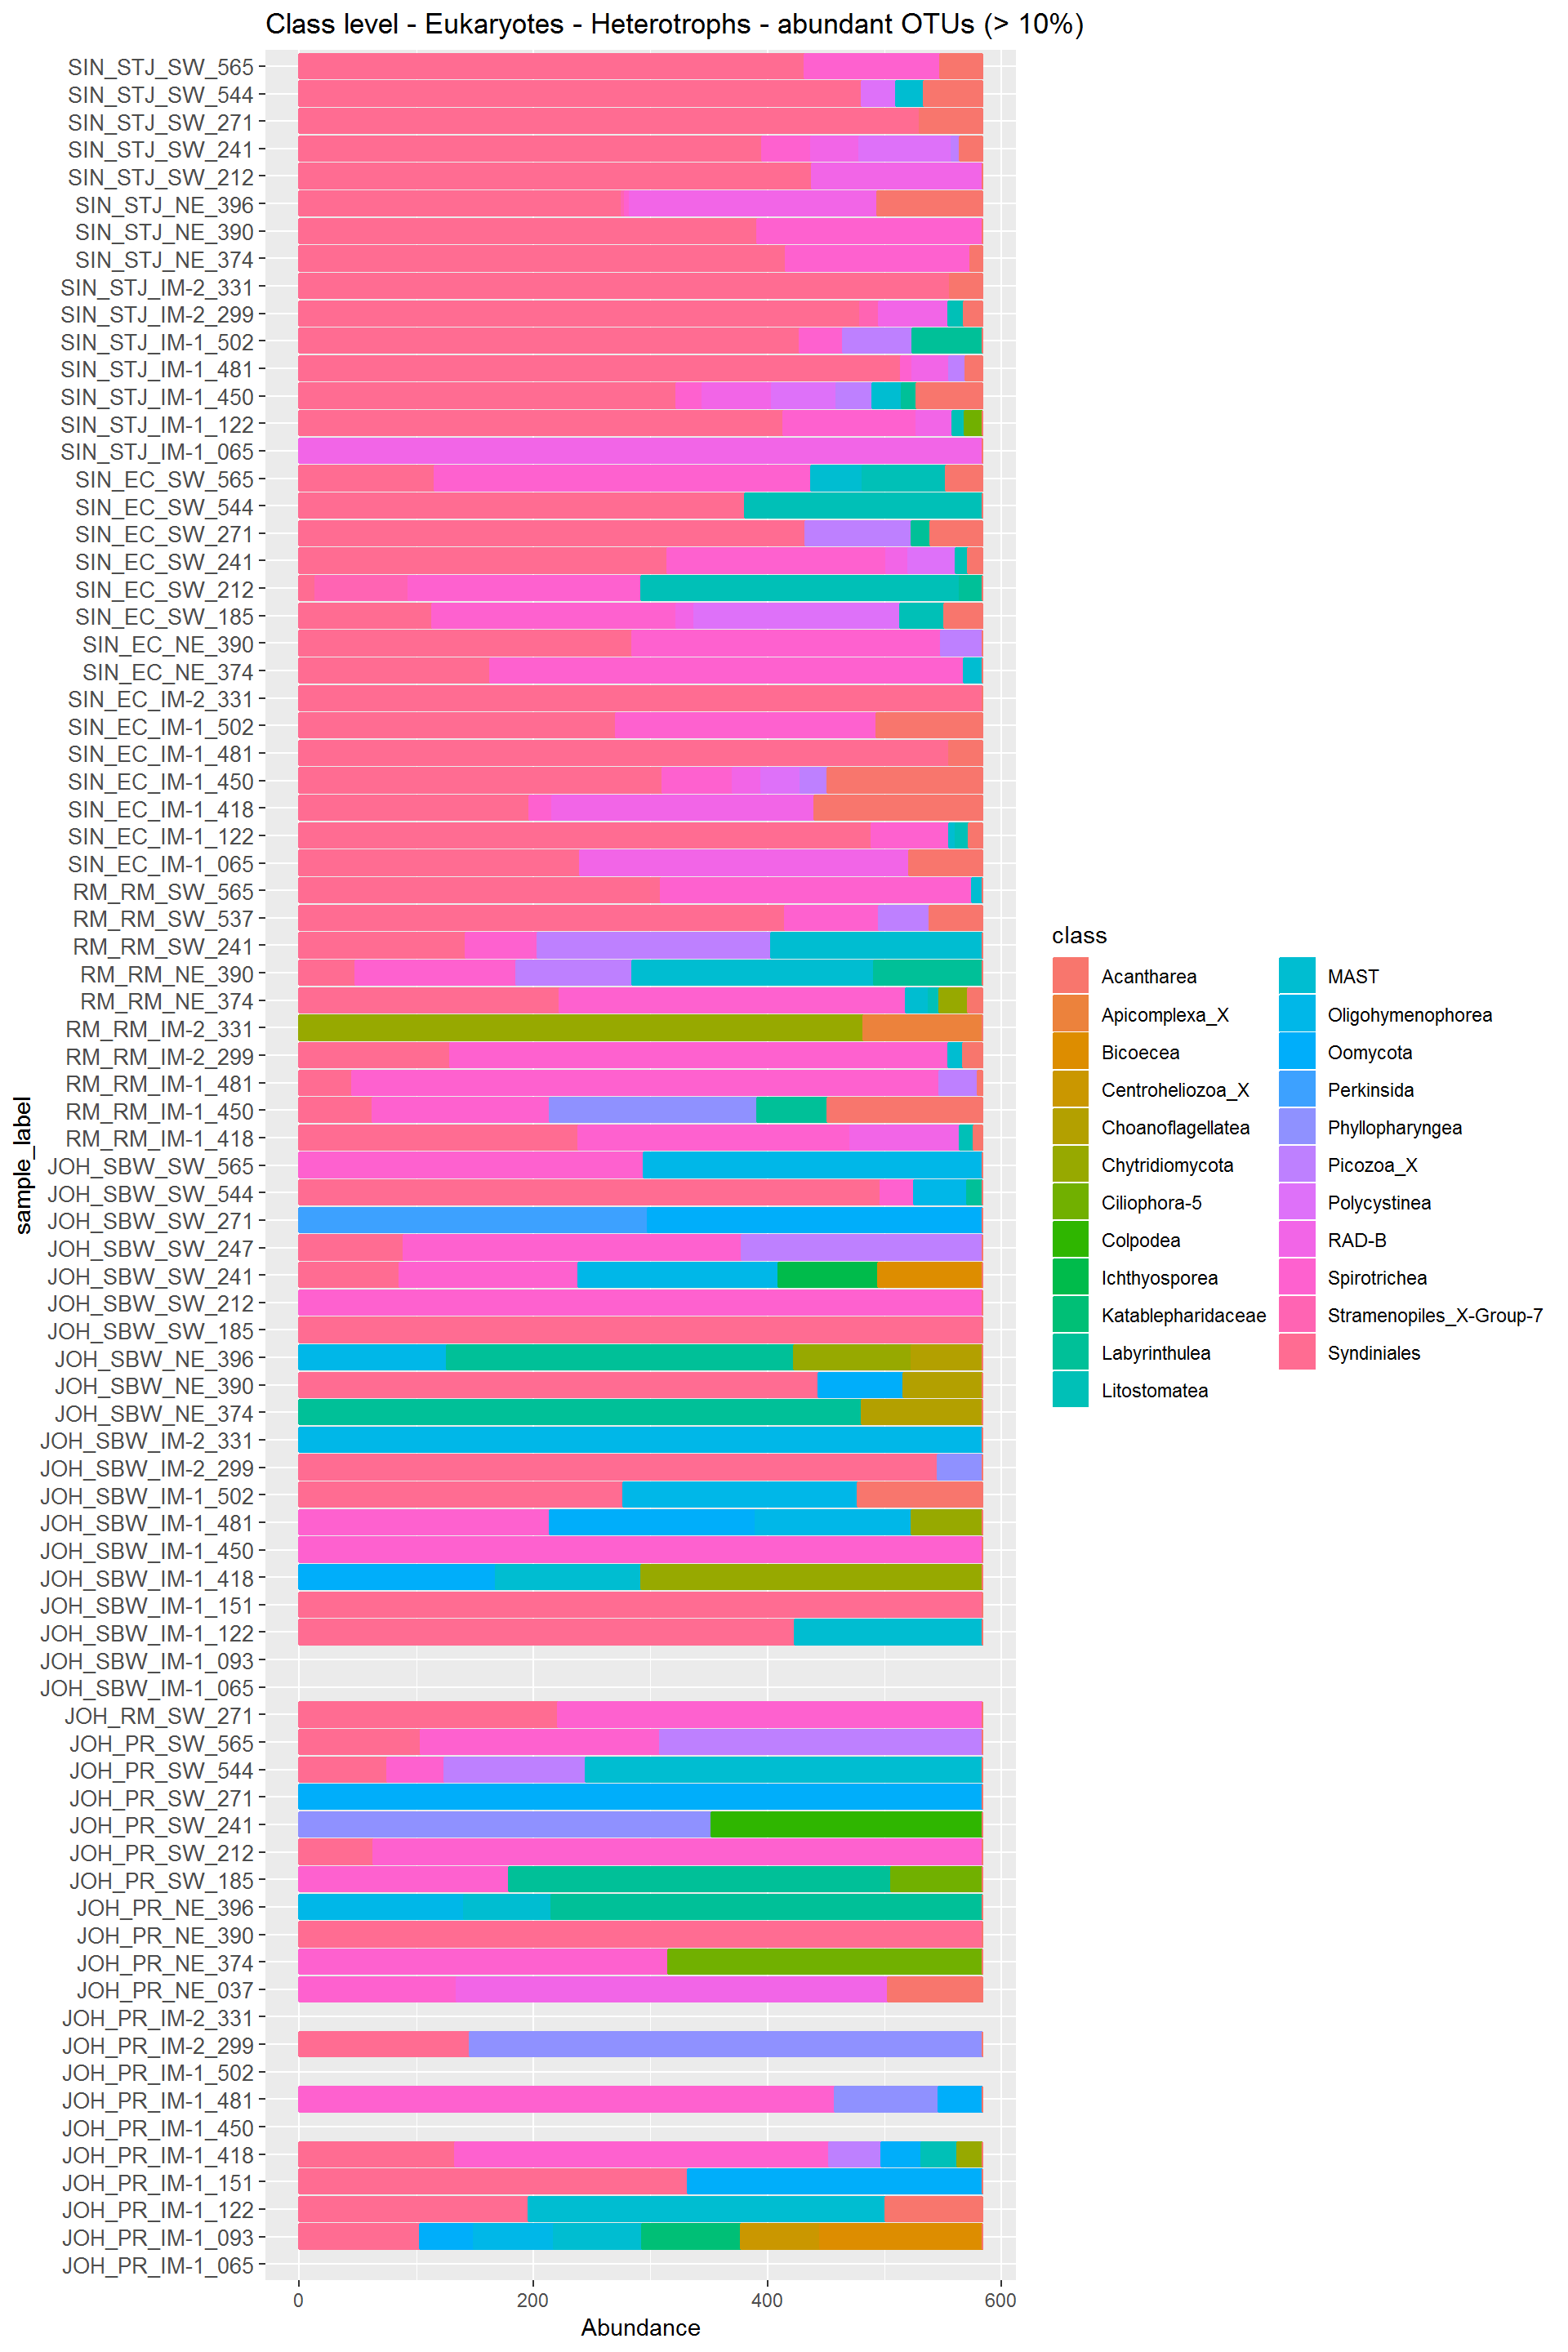 Class level - Eukaryotes - Heterotrophs - abundant OTUs (> 10%)
SIN_STJ_SW_565
SIN_STJ_SW_544
SIN_STJ_SW_271
SIN_STJ_SW_241
SIN_STJ_SW_212
SIN_STJ_NE_396
SIN_STJ_NE_390
SIN_STJ_NE_374
SIN_STJ_IM-2_331
SIN_STJ_IM-2_299
SIN_STJ_IM-1_502
SIN_STJ_IM-1_481
SIN_STJ_IM-1_450
SIN_STJ_IM-1_122
SIN_STJ_IM-1_065
SIN_EC_SW_565
SIN_EC_SW_544
SIN_EC_SW_271
SIN_EC_SW_241
SIN_EC_SW_212
SIN_EC_SW_185
SIN_EC_NE_390
SIN_EC_NE_374
SIN_EC_IM-2_331
SIN_EC_IM-1_502
SIN_EC_IM-1_481
SIN_EC_IM-1_450
SIN_EC_IM-1_418
SIN_EC_IM-1_122
SIN_EC_IM-1_065
RM_RM_SW_565
RM_RM_SW_537
RM_RM_SW_241
RM_RM_NE_390
RM_RM_NE_374
RM_RM_IM-2_331
RM_RM_IM-2_299
RM_RM_IM-1_481
RM_RM_IM-1_450
RM_RM_IM-1_418
JOH_SBW_SW_565
JOH_SBW_SW_544
JOH_SBW_SW_271
JOH_SBW_SW_247
JOH_SBW_SW_241
JOH_SBW_SW_212
JOH_SBW_SW_185
JOH_SBW_NE_396
JOH_SBW_NE_390
JOH_SBW_NE_374
JOH_SBW_IM-2_331
JOH_SBW_IM-2_299
JOH_SBW_IM-1_502
JOH_SBW_IM-1_481
JOH_SBW_IM-1_450
JOH_SBW_IM-1_418
JOH_SBW_IM-1_151
JOH_SBW_IM-1_122
JOH_SBW_IM-1_093
JOH_SBW_IM-1_065
JOH_RM_SW_271
JOH_PR_SW_565
JOH_PR_SW_544
JOH_PR_SW_271
JOH_PR_SW_241
JOH_PR_SW_212
JOH_PR_SW_185
JOH_PR_NE_396
JOH_PR_NE_390
JOH_PR_NE_374
JOH_PR_NE_037
JOH_PR_IM-2_331
JOH_PR_IM-2_299
JOH_PR_IM-1_502
JOH_PR_IM-1_481
JOH_PR_IM-1_450
JOH_PR_IM-1_418
JOH_PR_IM-1_151
JOH_PR_IM-1_122
JOH_PR_IM-1_093
JOH_PR_IM-1_065
sample_label
0 200 400 600
Abundance
class
Acantharea
Apicomplexa_X
Bicoecea
Centroheliozoa_X
Choanoflagellatea
Chytridiomycota
Ciliophora-5
Colpodea
Ichthyosporea
Katablepharidaceae
Labyrinthulea
Litostomatea
MAST
Oligohymenophorea
Oomycota
Perkinsida
Phyllopharyngea
Picozoa_X
Polycystinea
RAD-B
Spirotrichea
Stramenopiles_X-Group-7
Syndiniales